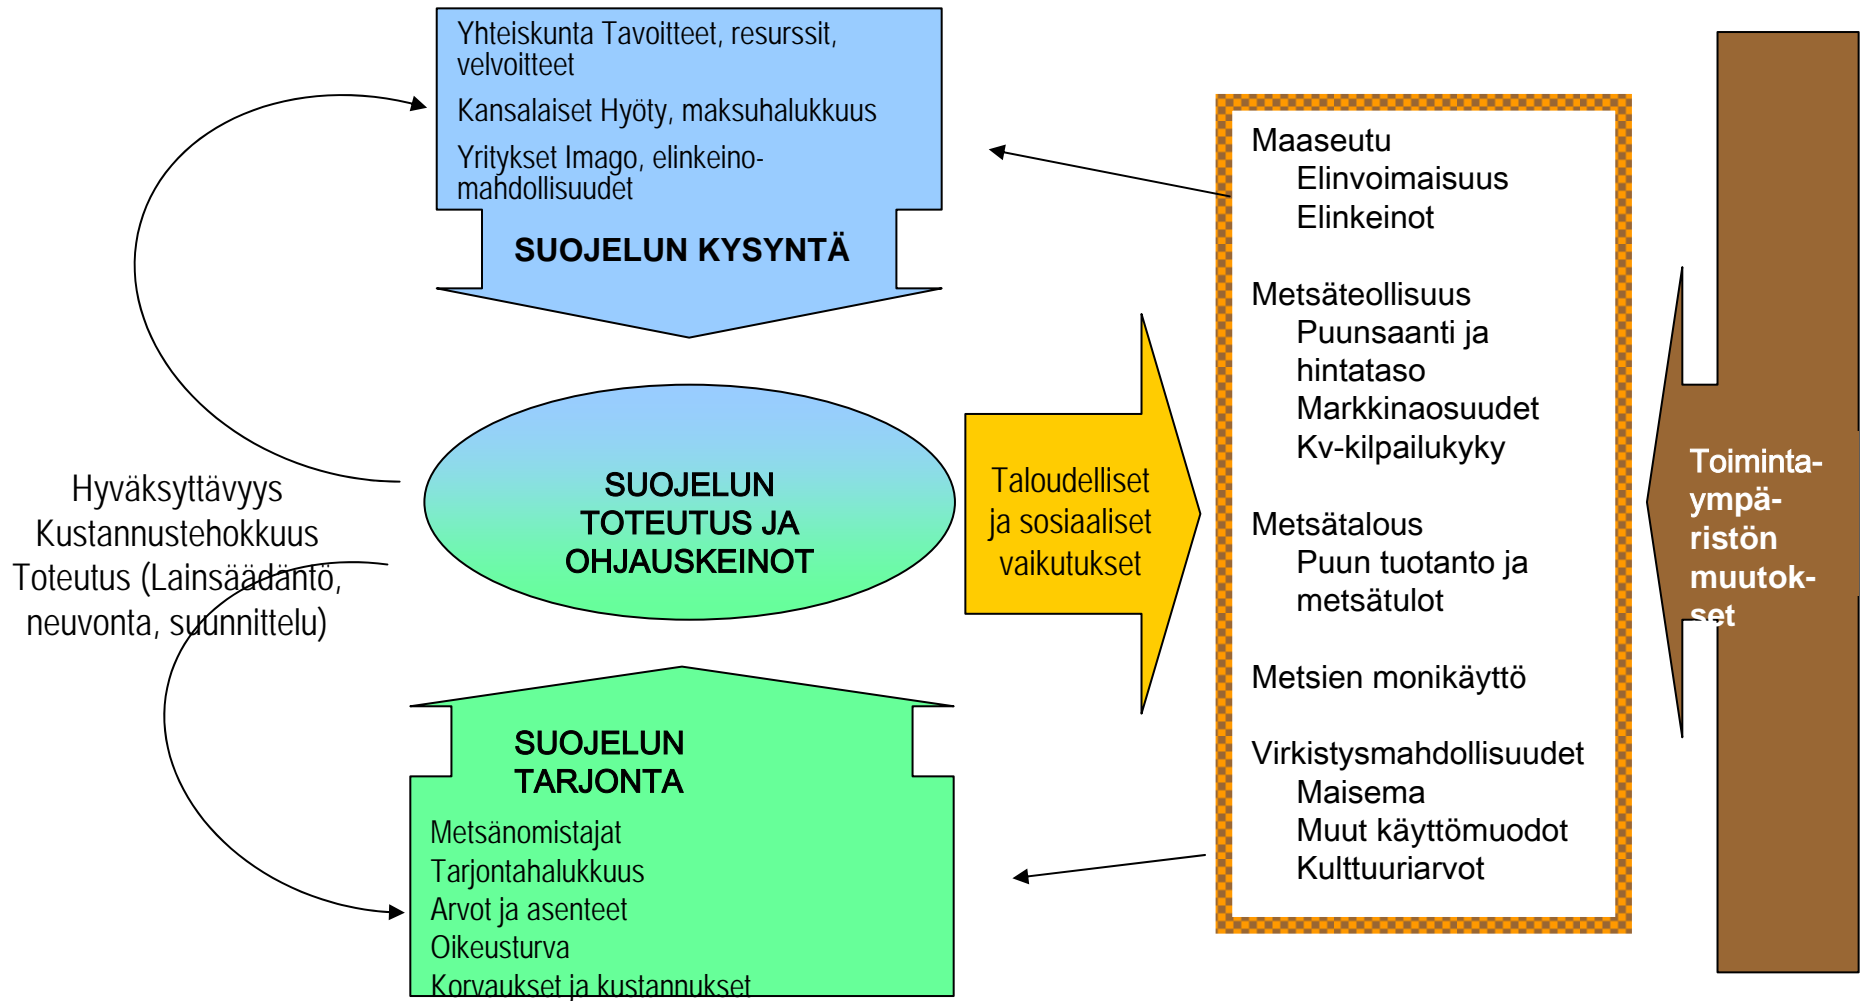 Yhteiskunta Tavoitteet, resurssit,
velvoitteet
Kansalaiset Hyöty, maksuhalukkuus
Yritykset Imago, elinkeino-
mahdollisuudet
SUOJELUN KYSYNTÄ
Hyväksyttävyys
Kustannustehokkuus
Toteutus (Lainsäädäntö,
neuvonta, suunnittelu)
SUOJELUN
TOTEUTUS JA
OHJAUSKEINOT
SUOJELUN
TARJONTA
Metsänomistajat
Tarjontahalukkuus
Arvot ja asenteet
Oikeusturva
Korvaukset ja kustannukset
Taloudelliset
ja sosiaaliset
vaikutukset
Maaseutu
Elinvoimaisuus
Elinkeinot
Metsäteollisuus
Puunsaanti ja
hintataso
Markkinaosuudet
Kv-kilpailukyky
Metsätalous
Puun tuotanto ja
metsätulot
Metsien monikäyttö
Virkistysmahdollisuudet
Maisema
Muut käyttömuodot
Kulttuuriarvot
Toiminta-
ympä-
ristön
muutok-
set